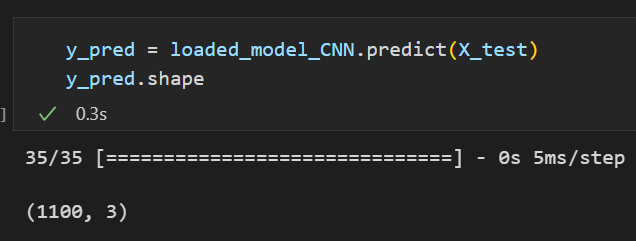 y_pred = loaded_model_CNN.predict(X_test)
y_pred.shape
] ✓ 0.3s
35/35 [==============================] - 0s 5ms/step
(1100, 3)